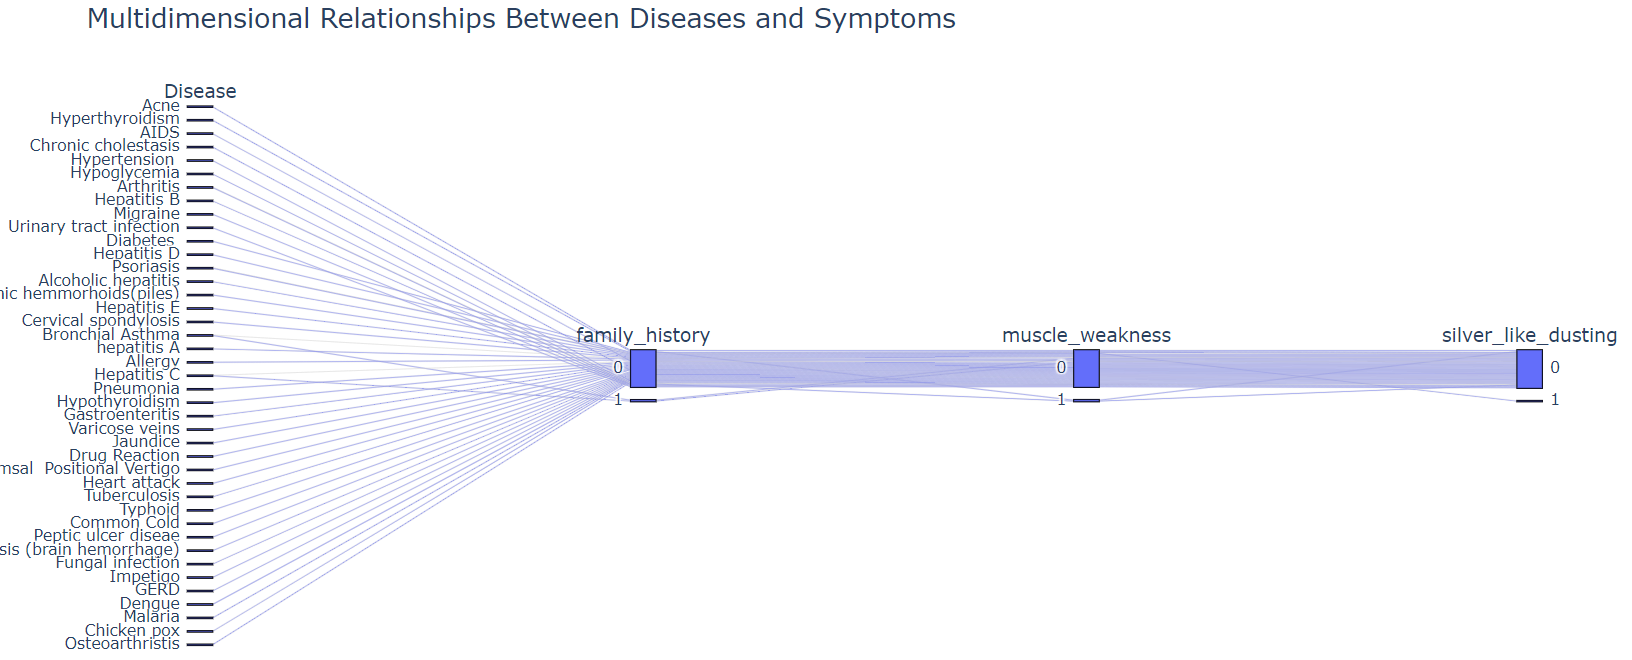 Multidimensional Relationships Between Diseases and Symptoms
Disease
Acne
Hyperthyroidism
AIDS
Chronic cholestasis
Hypertension
Hypoglycemia
Arthritis
Hepatitis B
Migraine
Urinary tract infection
Diabetes
Hepatitis D
Psoriasis
Alcoholic hepatitis
nic hemmorhoids(piles)
Hepatitis E
Cervical spondylosis
Bronchial Asthma
hepatitis A
Allergy
Hepatitis C
Pneumonia
Hypothyroidism
Gastroenteritis
Varicose veins
Jaundice
Drug Reaction
msal  Positional Vertigo
Heart attack
Tuberculosis
Typhoid
Common Cold
Peptic ulcer diseae
sis (brain hemorrhage)
Fungal infection
Impetigo
GERD
Dengue
Malaria
Chicken pox
Osteoarthristis
family_history
0
1
muscle_weakness
0
1
silver_like_dusting
0
1